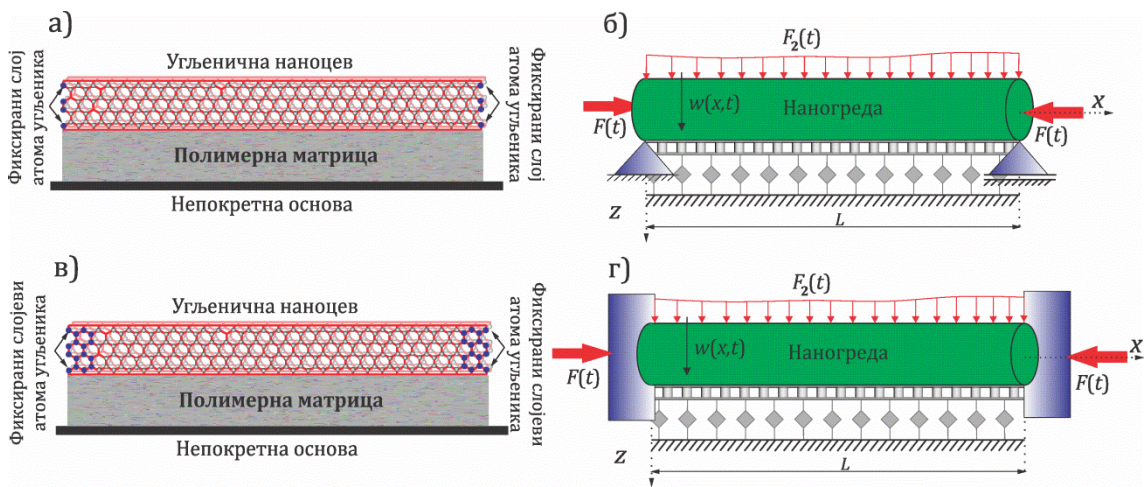 а)
Угљенична наноцев
Фиксирани слој
атома угљеника
Фиксирани слој
атома угљеника
Полимерна матрица
Непокретна основа
б)
F₂(t)
w(x,t)
Наногреда
F(t)
F(t)
X
Z
L
в)
Угљенична наноцев
Фиксирани слојеви
атома угљеника
Фиксирани слојеви
атома угљеника
Полимерна матрица
Непокретна основа
г)
F₂(t)
w(x,t)
Наногреда
F(t)
F(t)
X
Z
L